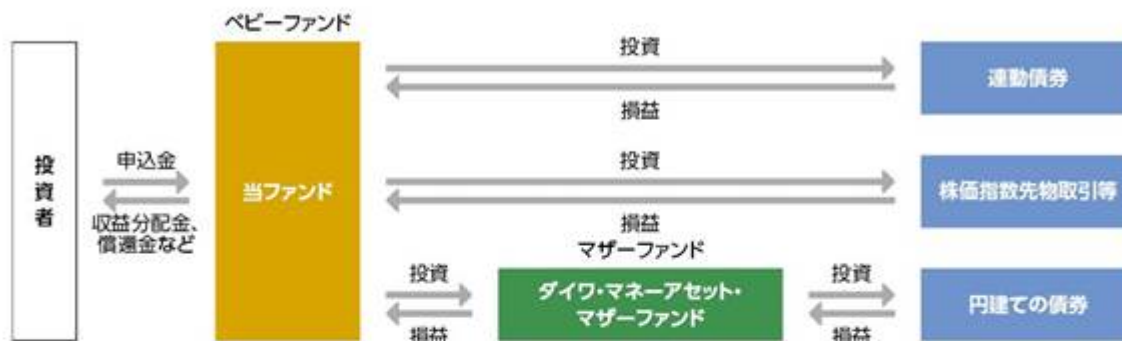 ベビーファンド
投資者
申込金
収益分配金、
償還金など
当ファンド
投資
損益
連動債券
投資
損益
株価指数先物取引等
マザーファンド
投資
損益
ダイワ・マネーアセット・
マザーファンド
投資
損益
円建ての債券